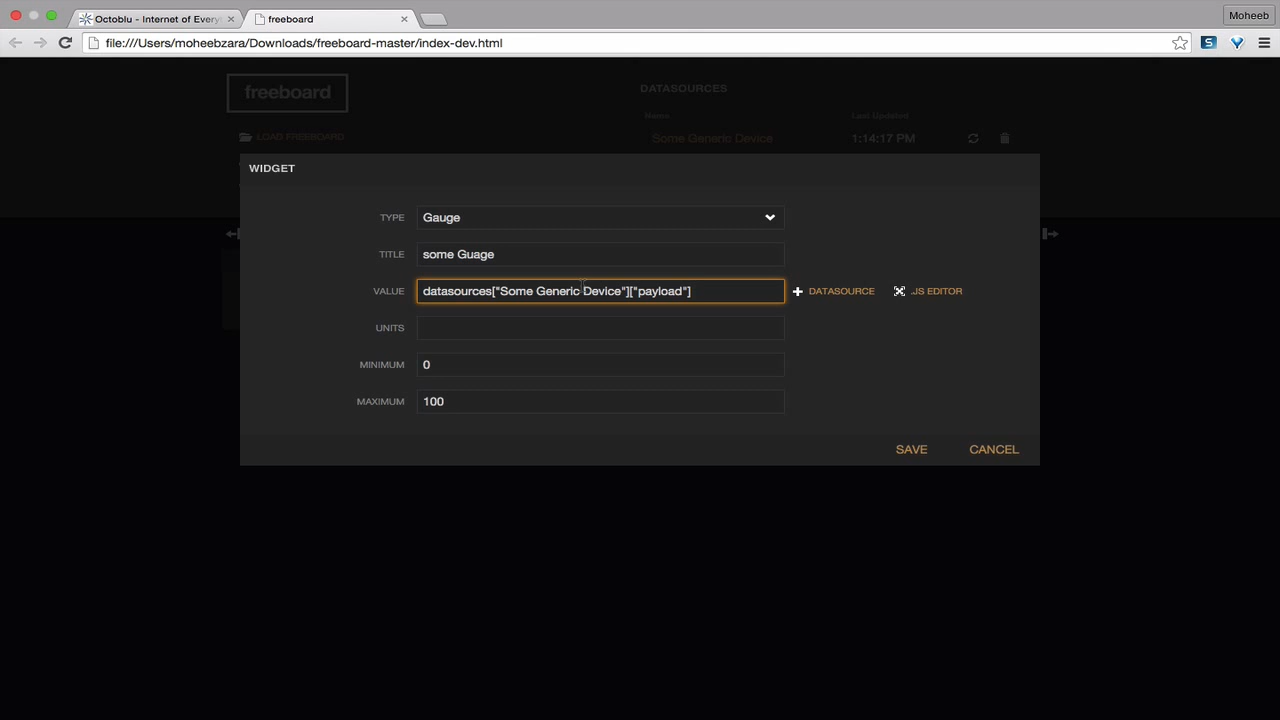 Octoblu - Internet of Every
freeboard
Moheeb
file:///Users/moheebzara/Downloads/freeboard-master/index-dev.html
freeboard
DATASOURCES
Name
Last Updated
LOAD FREEBOARD
Some Generic Device
1:14:17 PM
WIDGET
TYPE
Gauge
TITLE
some Guage
VALUE
datasources["Some Generic Device"]["payload"]
DATASOURCE
.JS EDITOR
UNITS
MINIMUM
0
MAXIMUM
100
SAVE
CANCEL